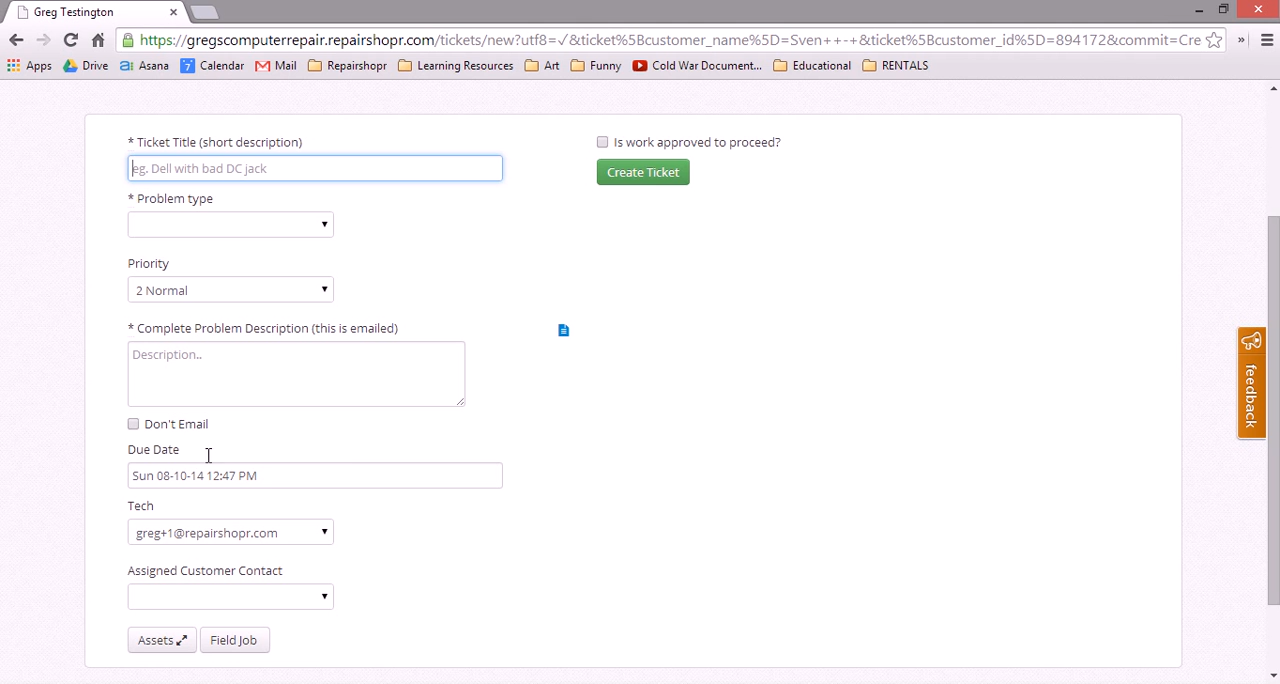 Greg Testington
https://gregscomputerrepair.repairshopr.com/tickets/new?utf8=✓&ticket%5Bcustomer_name%5D=Sven++-+&ticket%5Bcustomer_id%5D=894172&commit=Cre
Apps Drive Asana 7 Calendar Mail Repairshopr Learning Resources Art Funny Cold War Document... Educational RENTALS
* Ticket Title (short description)
eg. Dell with bad DC jack
* Problem type
Priority
2 Normal
* Complete Problem Description (this is emailed)
Description..
Don't Email
Due Date
Sun 08-10-14 12:47 PM
Tech
greg+1@repairshopr.com
Assigned Customer Contact
Assets
Field Job
Is work approved to proceed?
Create Ticket
feedback